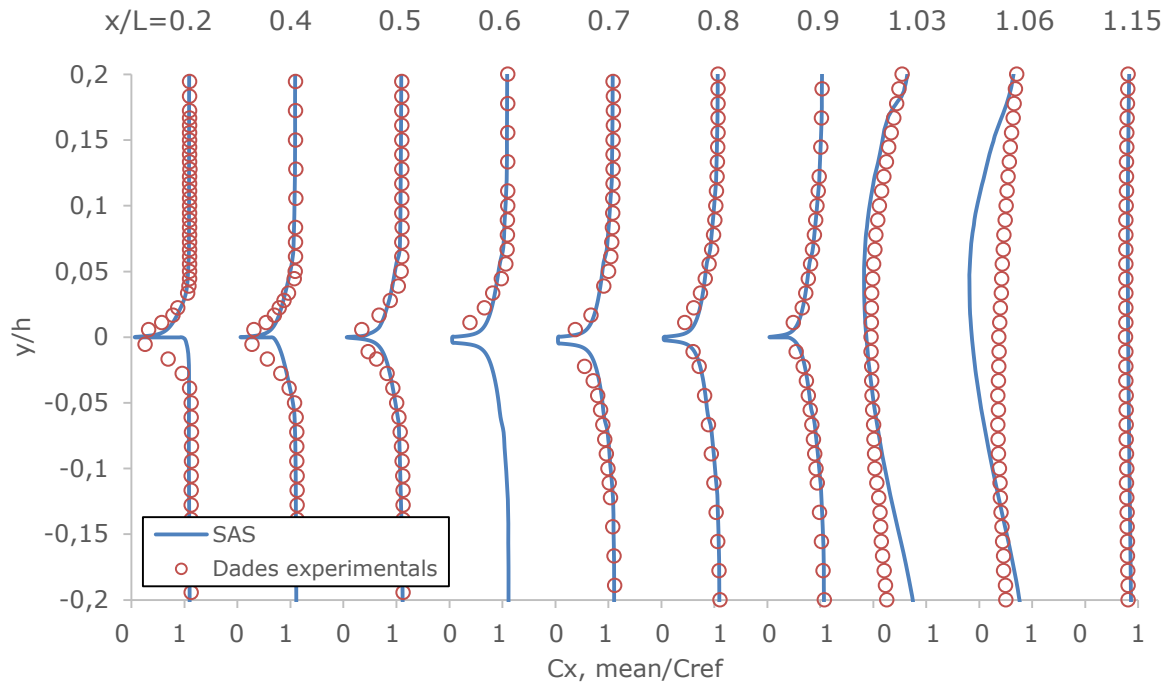 x/L=0.2 0.4 0.5 0.6 0.7 0.8 0.9 1.03 1.06 1.15
0,2
0,15
0,1
0,05
0
-0,05
-0,1
-0,15
-0,2
y/h
SAS
Dades experimentals
0 1 0 1 0 1 0 1 0 1 0 1 0 1 0 1 0 1 0 1
Cx, mean/Cref